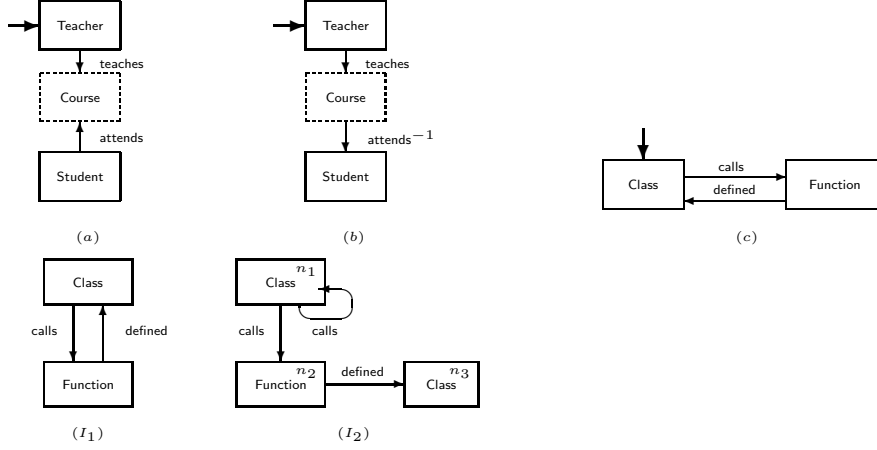 Teacher
teaches
Course
attends
Student
(a)
Teacher
teaches
Course
attends⁻¹
Student
(b)
Class
calls
defined
Function
(c)
Class
calls
defined
Function
(I₁)
Class n₁
calls
calls
Function n₂
defined
Class n₃
(I₂)